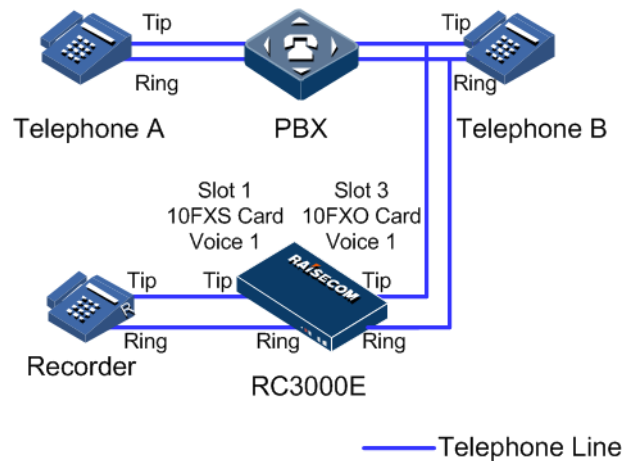 Tip
Tip
Ring
Ring
Telephone A
PBX
Telephone B
Slot 1
10FXS Card
Voice 1
Slot 3
10FXO Card
Voice 1
RAISECOM
Tip
Tip
Tip
R
Ring
Ring
Ring
Recorder
RC3000E
Telephone Line